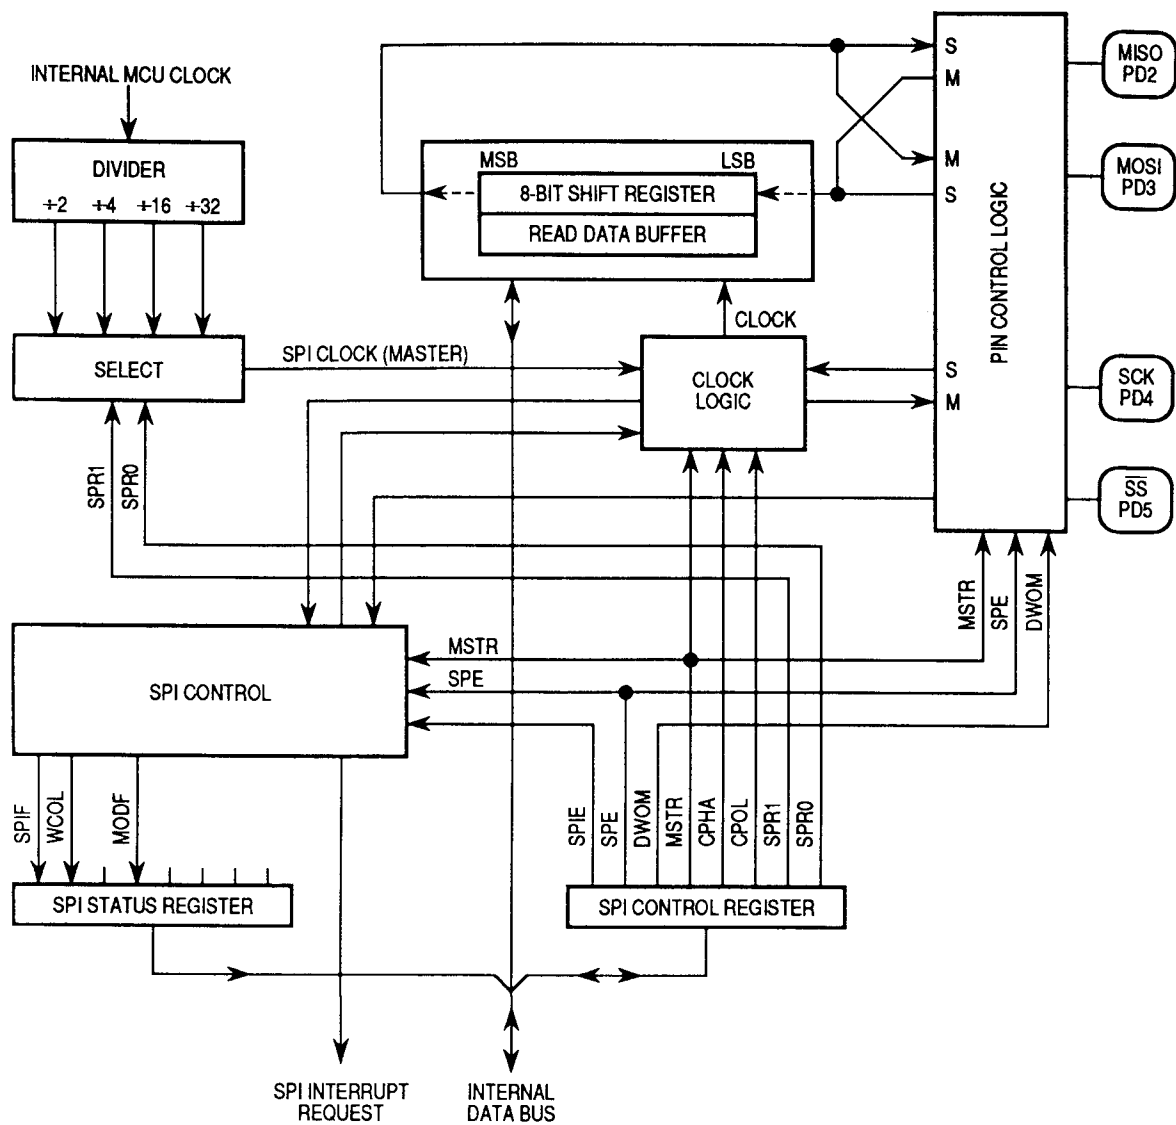 INTERNAL MCU CLOCK
DIVIDER
÷2 ÷4 ÷16 ÷32
SELECT
SPI CLOCK (MASTER)
SPR1
SPR0
MSB
LSB
8-BIT SHIFT REGISTER
READ DATA BUFFER
CLOCK
CLOCK
LOGIC
S
M
M
S
S
M
PIN CONTROL LOGIC
MISO
PD2
MOSI
PD3
SCK
PD4
SS
PD5
MSTR
SPE
DWOM
SPI CONTROL
MSTR
SPE
SPIF
WCOL
MODF
SPI STATUS REGISTER
SPIE
SPE
DWOM
MSTR
CPHA
CPOL
SPR1
SPR0
SPI CONTROL REGISTER
SPI INTERRUPT
REQUEST
INTERNAL
DATA BUS